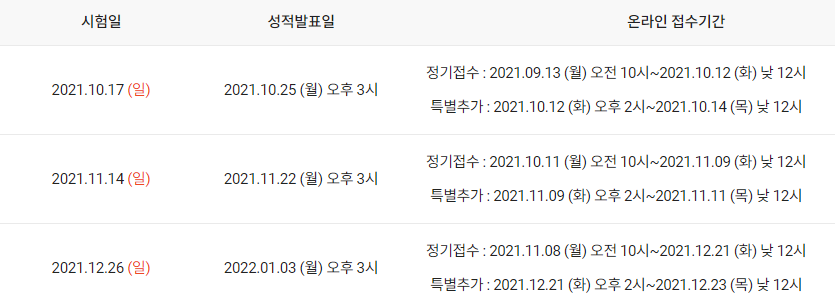 시험일 성적발표일 온라인 접수기간
정기접수 : 2021.09.13 (월) 오전 10시~2021.10.12 (화) 낮 12시
2021.10.17 (일) 2021.10.25 (월) 오후 3시
특별추가 : 2021.10.12 (화) 오후 2시~2021.10.14 (목) 낮 12시
정기접수 : 2021.10.11 (월) 오전 10시~2021.11.09 (화) 낮 12시
2021.11.14 (일) 2021.11.22 (월) 오후 3시
특별추가 : 2021.11.09 (화) 오후 2시~2021.11.11 (목) 낮 12시
정기접수 : 2021.11.08 (월) 오전 10시~2021.12.21 (화) 낮 12시
2021.12.26 (일) 2022.01.03 (월) 오후 3시
특별추가 : 2021.12.21 (화) 오후 2시~2021.12.23 (목) 낮 12시